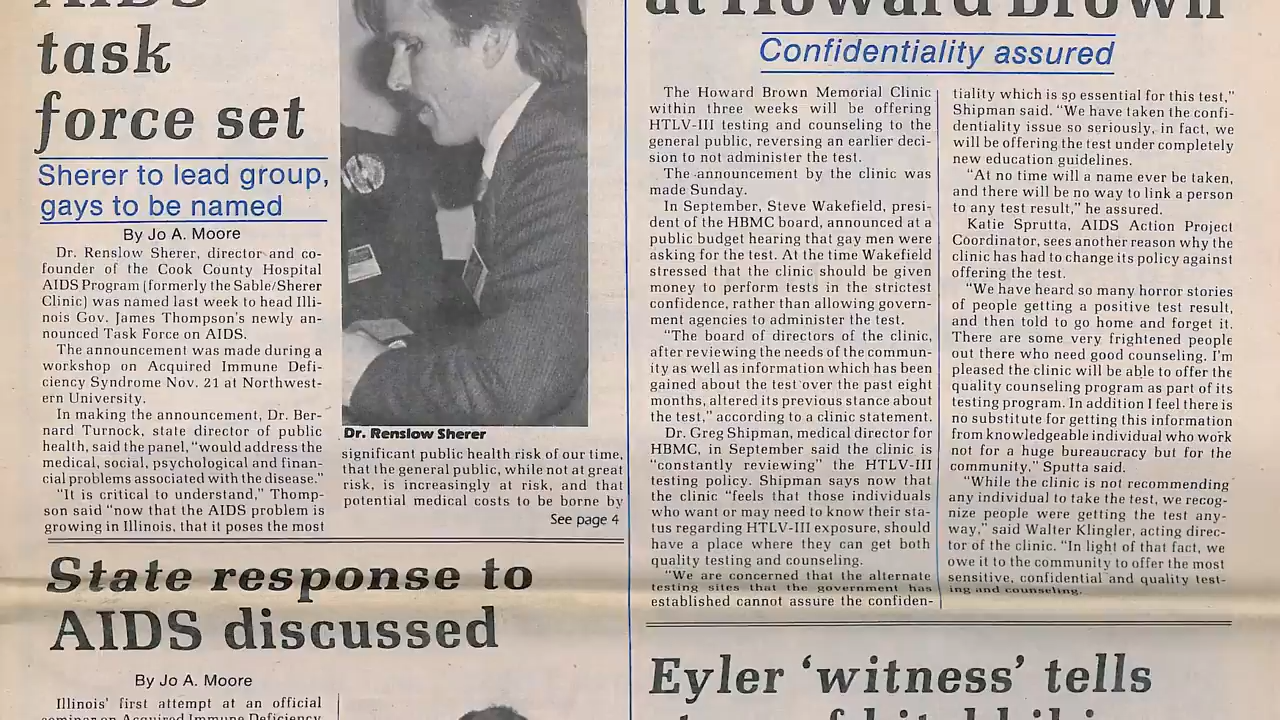 AIDS
task
force set
Sherer to lead group,
gays to be named
By Jo A. Moore
Dr. Renslow Sherer, director and co-
founder of the Cook County Hospital
AIDS Program (formerly the Sable/Sherer
Clinic) was named last week to head Illi-
nois Gov. James Thompson's newly an-
nounced Task Force on AIDS.
The announcement was made during a
workshop on Acquired Immune Defi-
ciency Syndrome Nov. 21 at Northwest-
ern University.
In making the announcement, Dr. Ber-
nard Turnock, state director of public
health, said the panel, "would address the
medical, social, psychological and finan-
cial problems associated with the disease."
"It is critical to understand," Thomp-
son said "now that the AIDS problem is
growing in Illinois, that it poses the most
Dr. Renslow Sherer
significant public health risk of our time,
that the general public, while not at great
risk, is increasingly at risk, and that
potential medical costs to be borne by
See page 4
State response to
AIDS discussed
By Jo A. Moore
Illinois' first attempt at an official
seminar on Acquired Immune Deficiency
at Howard Brown
Confidentiality assured
The Howard Brown Memorial Clinic
within three weeks will be offering
HTLV-III testing and counseling to the
general public, reversing an earlier deci-
sion to not administer the test.
The announcement by the clinic was
made Sunday.
In September, Steve Wakefield, presi-
dent of the HBMC board, announced at a
public budget hearing that gay men were
asking for the test. At the time Wakefield
stressed that the clinic should be given
money to perform tests in the strictest
confidence, rather than allowing govern-
ment agencies to administer the test.
"The board of directors of the clinic,
after reviewing the needs of the commun-
ity as well as information which has been
gained about the test over the past eight
months, altered its previous stance about
the test," according to a clinic statement.
Dr. Greg Shipman, medical director for
HBMC, in September said the clinic is
"constantly reviewing" the HTLV-III
testing policy. Shipman says now that
the clinic "feels that those individuals
who want or may need to know their sta-
tus regarding HTLV-III exposure, should
have a place where they can get both
quality testing and counseling.
"We are concerned that the alternate
testing sites that the government has
established cannot assure the confiden-
tiality which is so essential for this test,"
Shipman said. "We have taken the confi-
dentiality issue so seriously, in fact, we
will be offering the test under completely
new education guidelines.
"At no time will a name ever be taken,
and there will be no way to link a person
to any test result," he assured.
Katie Sprutta, AIDS Action Project
Coordinator, sees another reason why the
clinic has had to change its policy against
offering the test.
"We have heard so many horror stories
of people getting a positive test result,
and then told to go home and forget it.
There are some very frightened people
out there who need good counseling. I'm
pleased the clinic will be able to offer the
quality counseling program as part of its
testing program. In addition I feel there is
no substitute for getting this information
from knowledgeable individual who work
not for a huge bureaucracy but for the
community," Sputta said.
"While the clinic is not recommending
any individual to take the test, we recog-
nize people were getting the test any-
way," said Walter Klingler, acting direc-
tor of the clinic. "In light of that fact, we
owe it to the community to offer the most
sensitive, confidential and quality test-
ing and counseling.
Eyler 'witness' tells